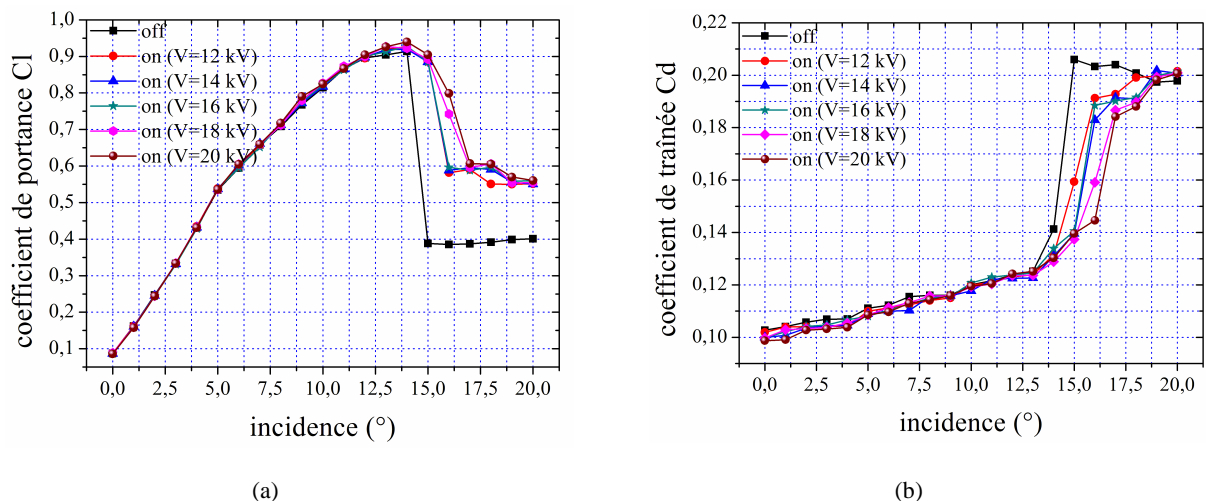 coefficient de portance Cl
1,0
0,9
0,8
0,7
0,6
0,5
0,4
0,3
0,2
0,1
off
on (V=12 kV)
on (V=14 kV)
on (V=16 kV)
on (V=18 kV)
on (V=20 kV)
0,0 2,5 5,0 7,5 10,0 12,5 15,0 17,5 20,0
incidence (°)
(a)
coefficient de traînée Cd
0,22
0,20
0,18
0,16
0,14
0,12
0,10
off
on (V=12 kV)
on (V=14 kV)
on (V=16 kV)
on (V=18 kV)
on (V=20 kV)
0,0 2,5 5,0 7,5 10,0 12,5 15,0 17,5 20,0
incidence (°)
(b)